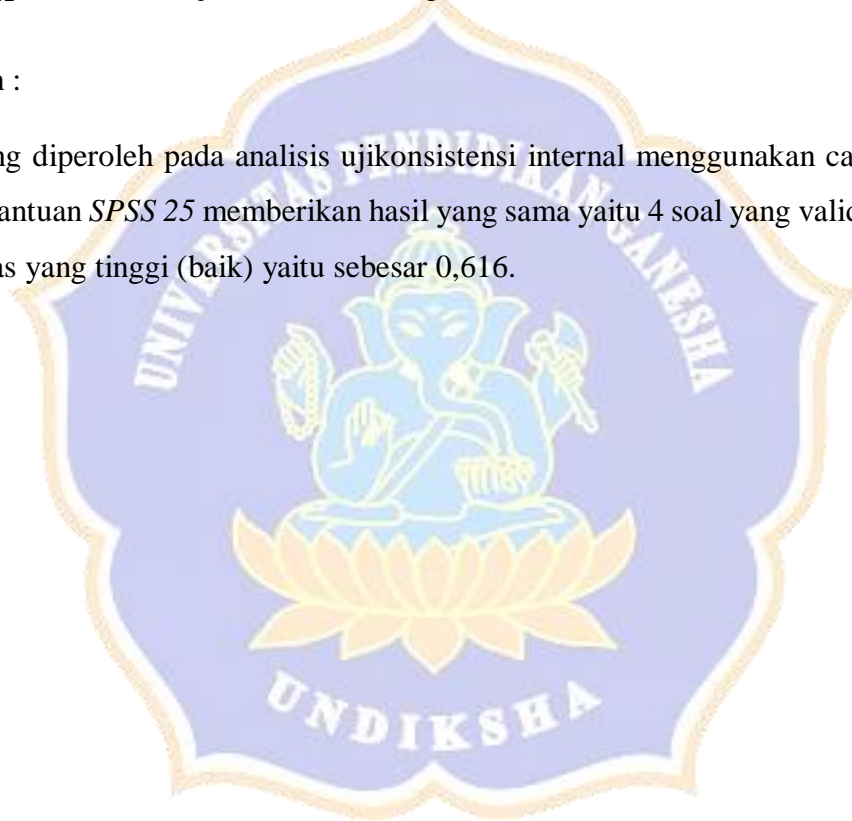 :
ng diperoleh pada analisis ujikonsistensi internal menggunakan ca
antuan SPSS 25 memberikan hasil yang sama yaitu 4 soal yang valid
as yang tinggi (baik) yaitu sebesar 0,616.
UNIVERSITAS PENDIDIKAN GANESHA
UNDIKSHA